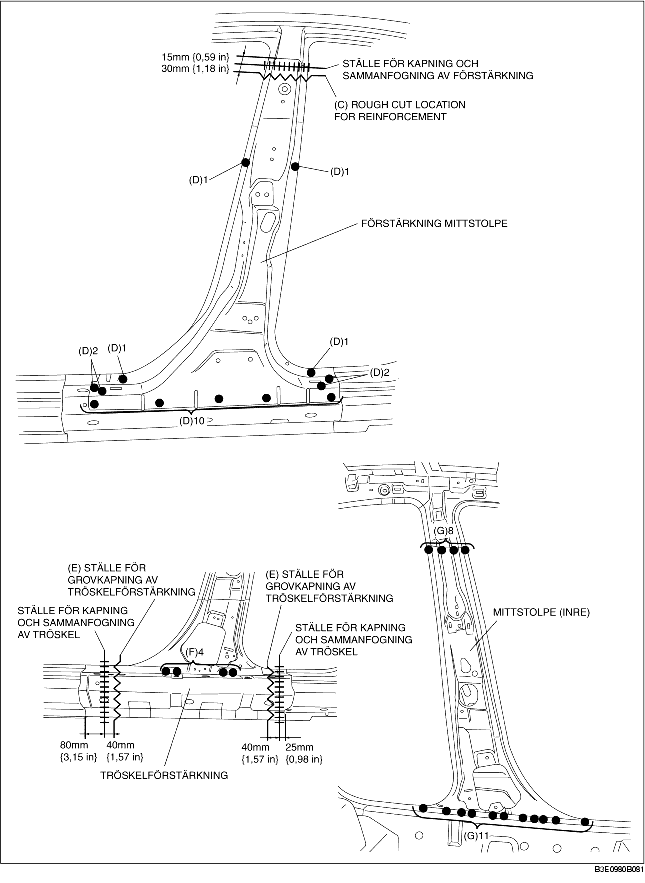 15mm {0,59 in}
30mm {1,18 in}
STÄLLE FÖR KAPNING OCH
SAMMANFOGNING AV FÖRSTÄRKNING
(C) ROUGH CUT LOCATION
FOR REINFORCEMENT
(D)1
(D)1
FÖRSTÄRKNING MITTSTOLPE
(D)2
(D)1
(D)1
(D)2
(D)10
(G)8
MITTSTOLPE (INRE)
(G)11
(E) STÄLLE FÖR
GROVKAPNING AV
TRÖSKELFÖRSTÄRKNING
STÄLLE FÖR KAPNING
OCH SAMMANFOGNING
AV TRÖSKEL
(E) STÄLLE FÖR
GROVKAPNING AV
TRÖSKELFÖRSTÄRKNING
STÄLLE FÖR KAPNING
OCH SAMMANFOGNING
AV TRÖSKEL
(F)4
80mm
{3,15 in}
40mm
{1,57 in}
40mm
{1,57 in}
25mm
{0,98 in}
TRÖSKELFÖRSTÄRKNING
B3E0980B081